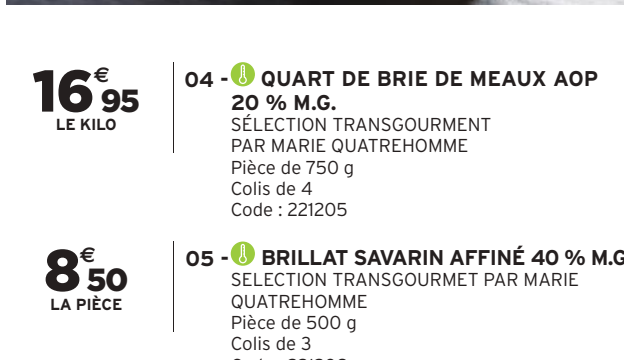 16€95
LE KILO
04 - QUART DE BRIE DE MEAUX AOP
20 % M.G.
SÉLECTION TRANSGOURMENT
PAR MARIE QUATREHOMME
Pièce de 750 g
Colis de 4
Code : 221205
8€50
LA PIÈCE
05 - BRILLAT SAVARIN AFFINÉ 40 % M.G
SELECTION TRANSGOURMET PAR MARIE
QUATREHOMME
Pièce de 500 g
Colis de 3